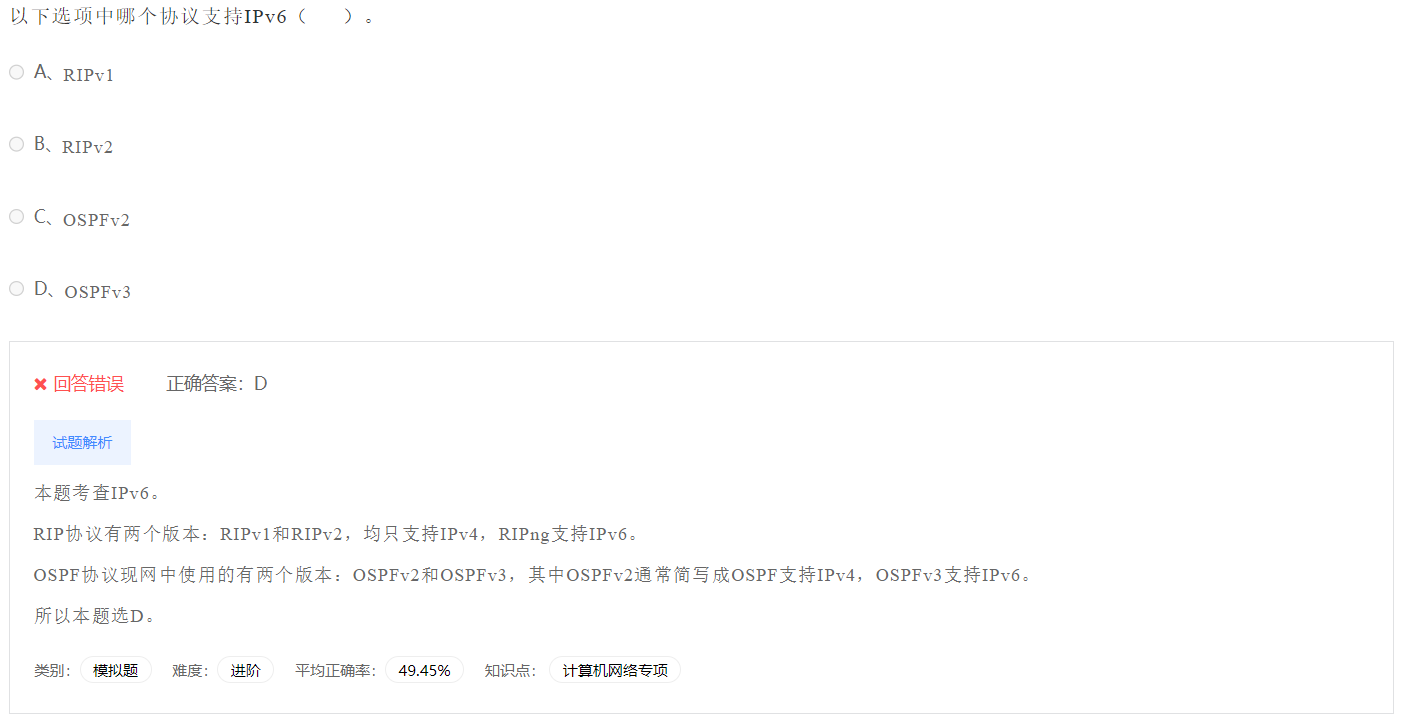 以下选项中哪个协议支持IPv6（　　）。
A、RIPv1
B、RIPv2
C、OSPFv2
D、OSPFv3
✖ 回答错误 正确答案：D
试题解析
本题考查IPv6。
RIP协议有两个版本：RIPv1和RIPv2，均只支持IPv4，RIPng支持IPv6。
OSPF协议现网中使用的有两个版本：OSPFv2和OSPFv3，其中OSPFv2通常简写成OSPF支持IPv4，OSPFv3支持IPv6。
所以本题选D。
类别： 模拟题 难度： 进阶 平均正确率： 49.45% 知识点： 计算机网络专项